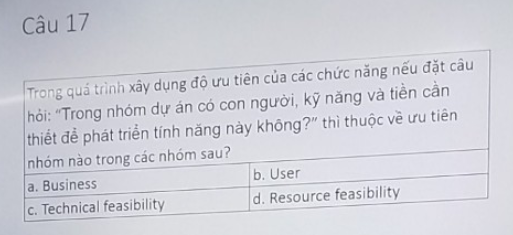 Câu 17
Trong quá trình xây dụng độ ưu tiên của các chức năng nếu đặt câu
hỏi: "Trong nhóm dự án có con người, kỹ năng và tiền cần
thiết để phát triển tính năng này không?" thì thuộc về ưu tiên
nhóm nào trong các nhóm sau?
a. Business
b. User
c. Technical feasibility
d. Resource feasibility